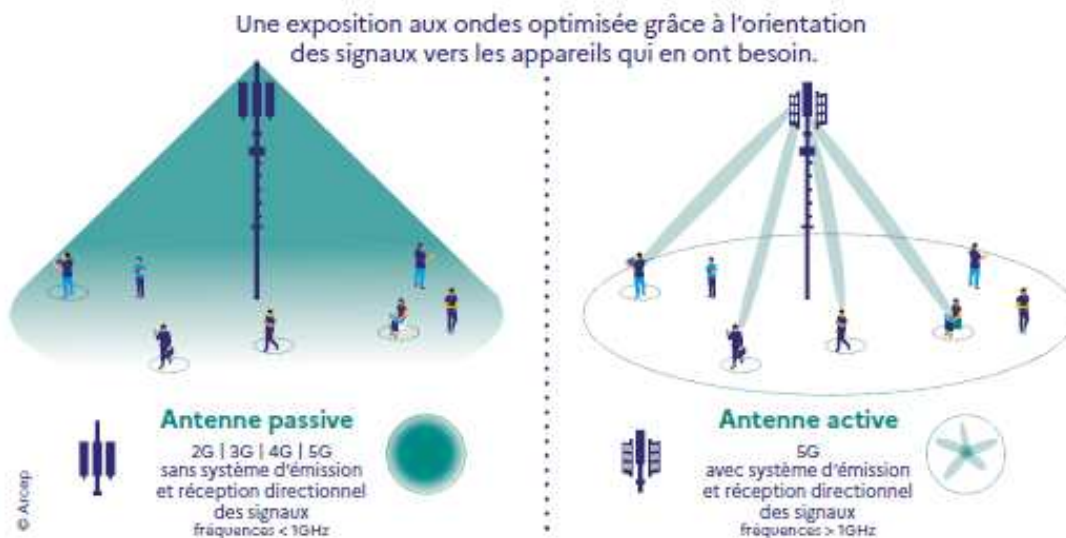 Une exposition aux ondes optimisée grâce à l'orientation
des signaux vers les appareils qui en ont besoin.
Antenne passive
2G | 3G | 4G | 5G
sans système d'émission
et réception directionnel
des signaux
fréquences < 1GHz
Antenne active
5G
avec système d'émission
et réception directionnel
des signaux
fréquences > 1GHz
© Arcep